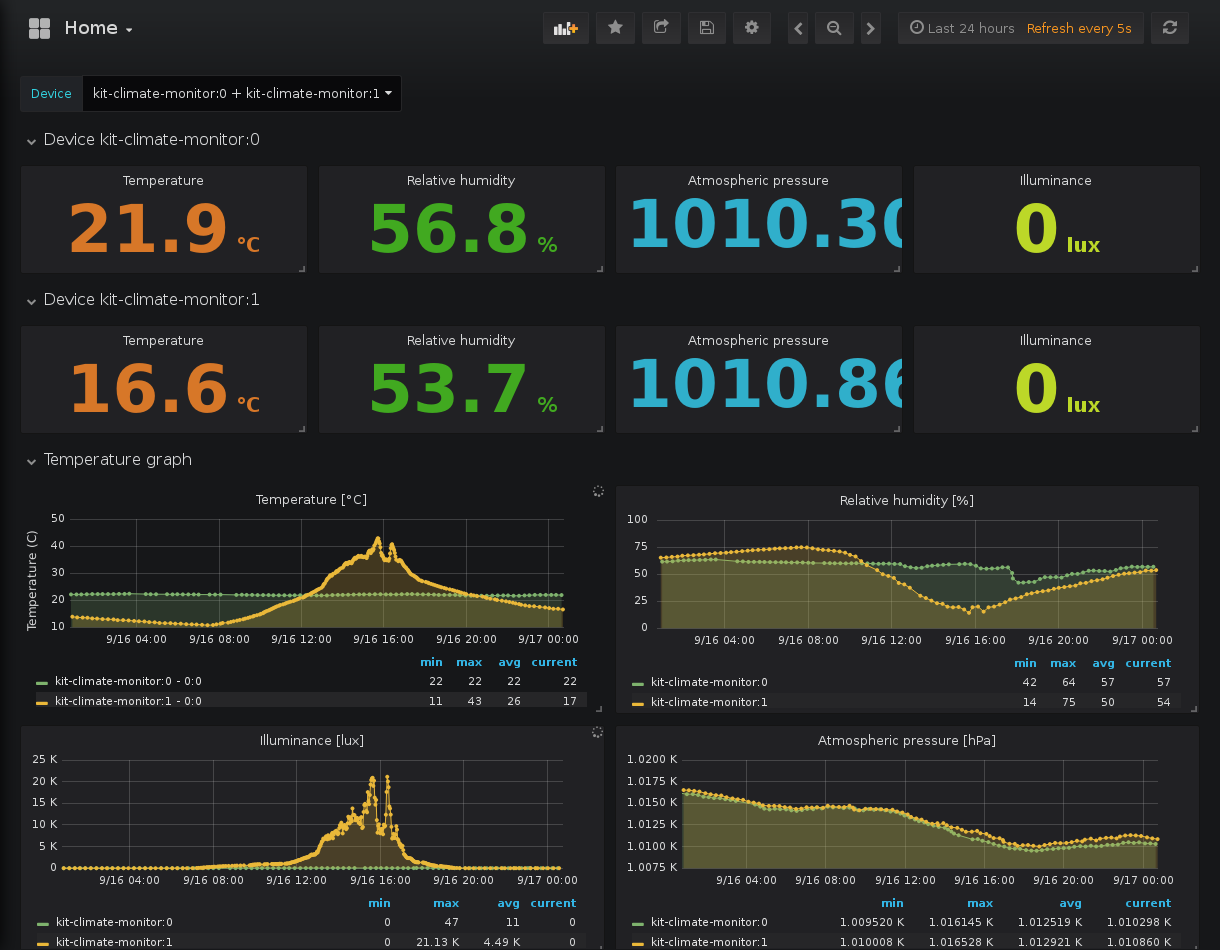 Home
Last 24 hours Refresh every 5s
Device kit-climate-monitor:0 + kit-climate-monitor:1
Device kit-climate-monitor:0
Temperature Relative humidity Atmospheric pressure Illuminance
21.9 °C 56.8 % 1010.30 0 lux
Device kit-climate-monitor:1
Temperature Relative humidity Atmospheric pressure Illuminance
16.6 °C 53.7 % 1010.86 0 lux
Temperature graph
Temperature [°C]
Temperature (C)
50
40
30
20
10
9/16 04:00 9/16 08:00 9/16 12:00 9/16 16:00 9/16 20:00 9/17 00:00
min max avg current
kit-climate-monitor:0 - 0:0 22 22 22 22
kit-climate-monitor:1 - 0:0 11 43 26 17
Relative humidity [%]
100
75
50
25
0
9/16 04:00 9/16 08:00 9/16 12:00 9/16 16:00 9/16 20:00 9/17 00:00
min max avg current
kit-climate-monitor:0 42 64 57 57
kit-climate-monitor:1 14 75 50 54
Illuminance [lux]
25 K
20 K
15 K
10 K
5 K
0
9/16 04:00 9/16 08:00 9/16 12:00 9/16 16:00 9/16 20:00 9/17 00:00
min max avg current
kit-climate-monitor:0 0 47 11 0
kit-climate-monitor:1 0 21.13 K 4.49 K 0
Atmospheric pressure [hPa]
1.0200 K
1.0175 K
1.0150 K
1.0125 K
1.0100 K
1.0075 K
9/16 04:00 9/16 08:00 9/16 12:00 9/16 16:00 9/16 20:00 9/17 00:00
min max avg current
kit-climate-monitor:0 1.009520 K 1.016145 K 1.012519 K 1.010298 K
kit-climate-monitor:1 1.010008 K 1.016528 K 1.012921 K 1.010860 K